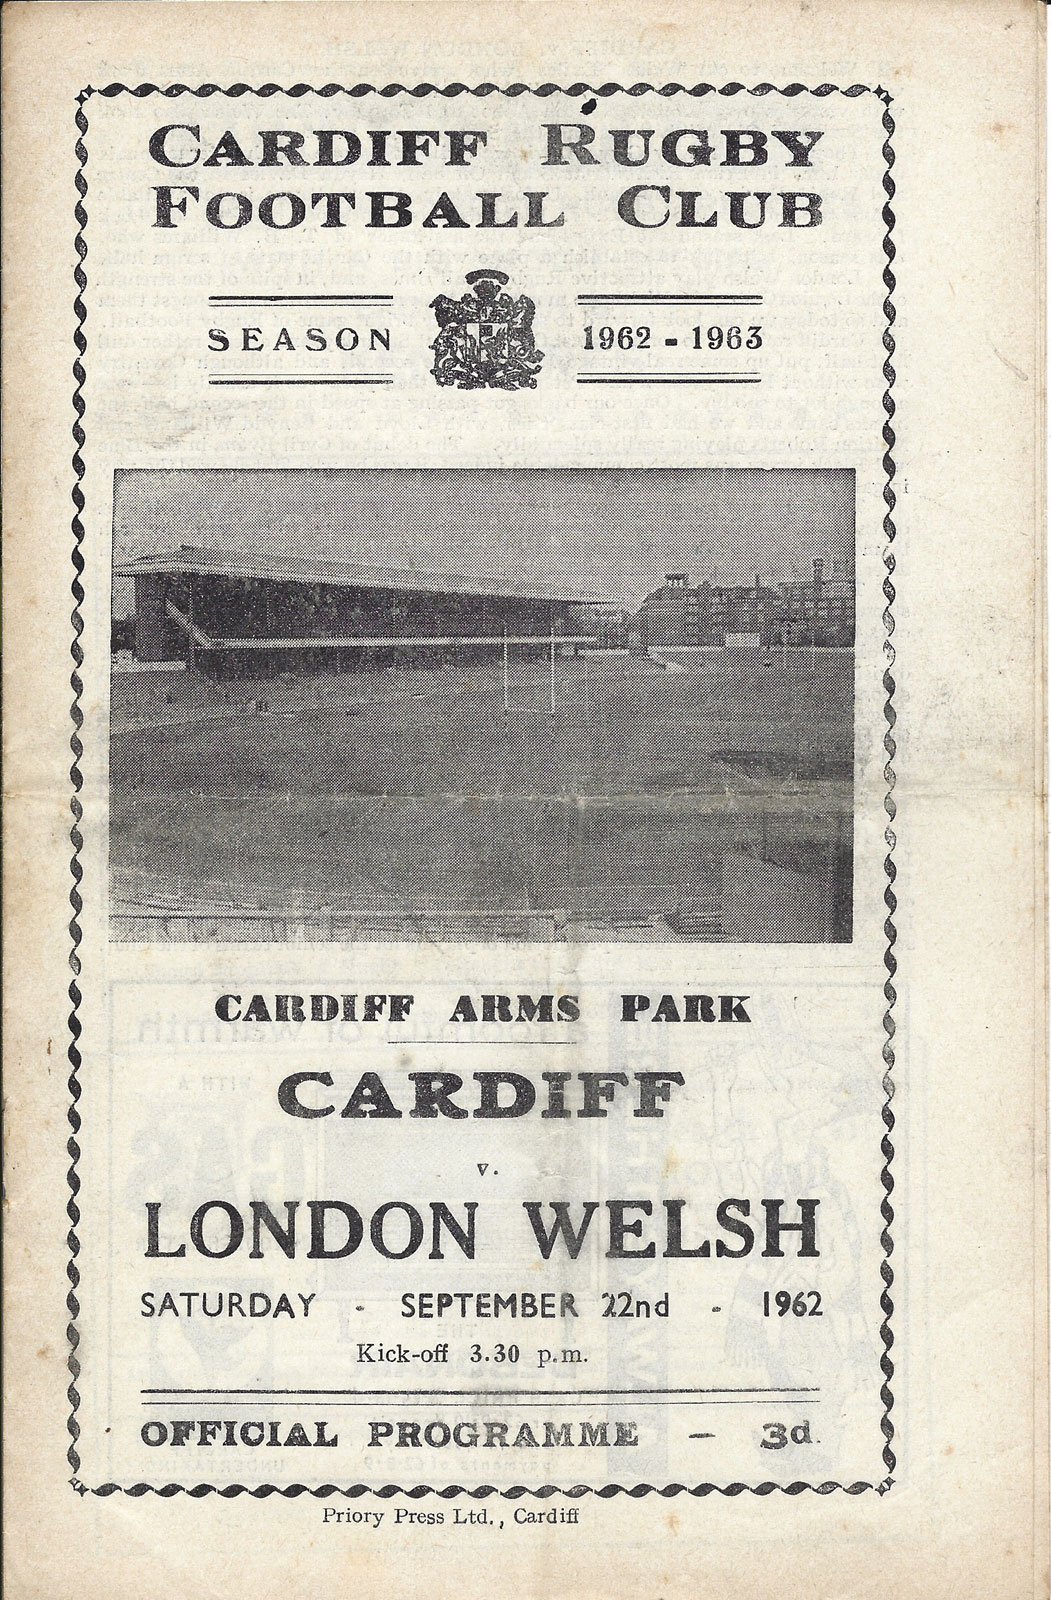 CARDIFF RUGBY
FOOTBALL CLUB
SEASON 1962 - 1963
CARDIFF ARMS PARK
CARDIFF
v.
LONDON WELSH
SATURDAY - SEPTEMBER 22nd - 1962
Kick-off 3.30 p.m.
OFFICIAL PROGRAMME — 3d.
Priory Press Ltd., Cardiff